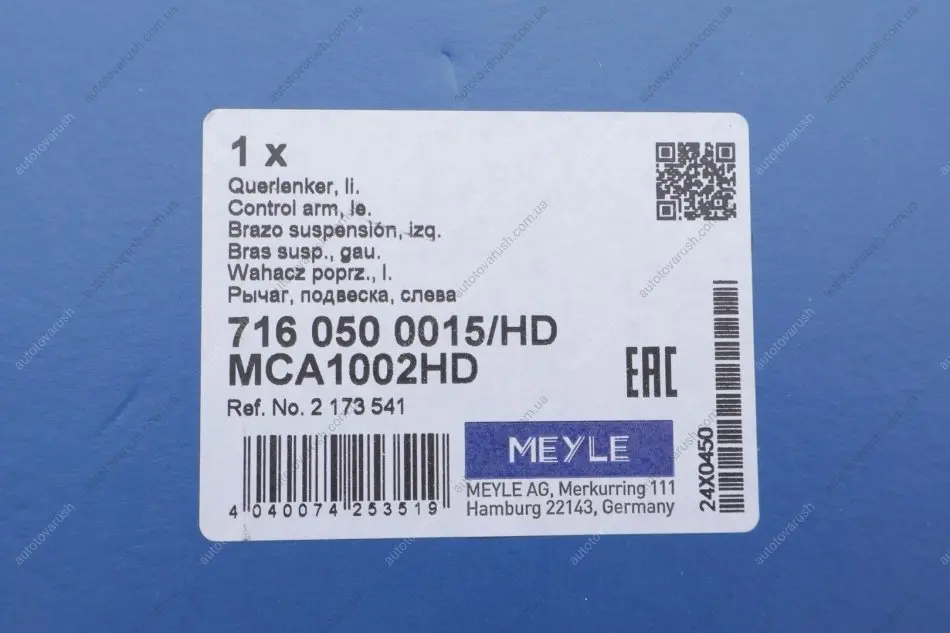 1 x
Querlenker, li.
Control arm, le.
Brazo suspensión, izq.
Bras susp., gau.
Wahacz poprz., l.
Рычаг, подвеска, слева
716 050 0015/HD
MCA1002HD
Ref. No. 2 173 541
EAC
24X0450
MEYLE
MEYLE AG, Merkurring 111
Hamburg 22143, Germany
4 040074 253519
autotovarush.com.ua